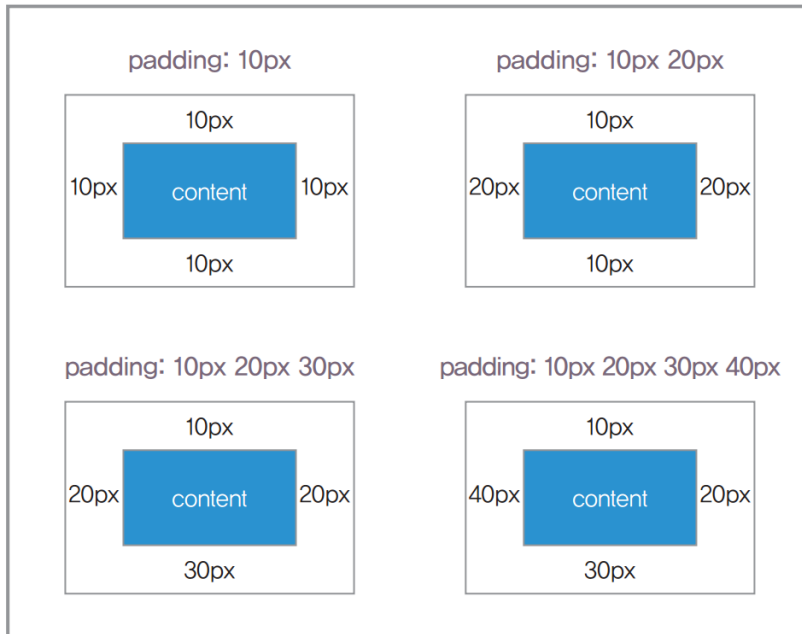 padding: 10px
10px
10px content 10px
10px
padding: 10px 20px
10px
20px content 20px
10px
padding: 10px 20px 30px
10px
20px content 20px
30px
padding: 10px 20px 30px 40px
10px
40px content 20px
30px